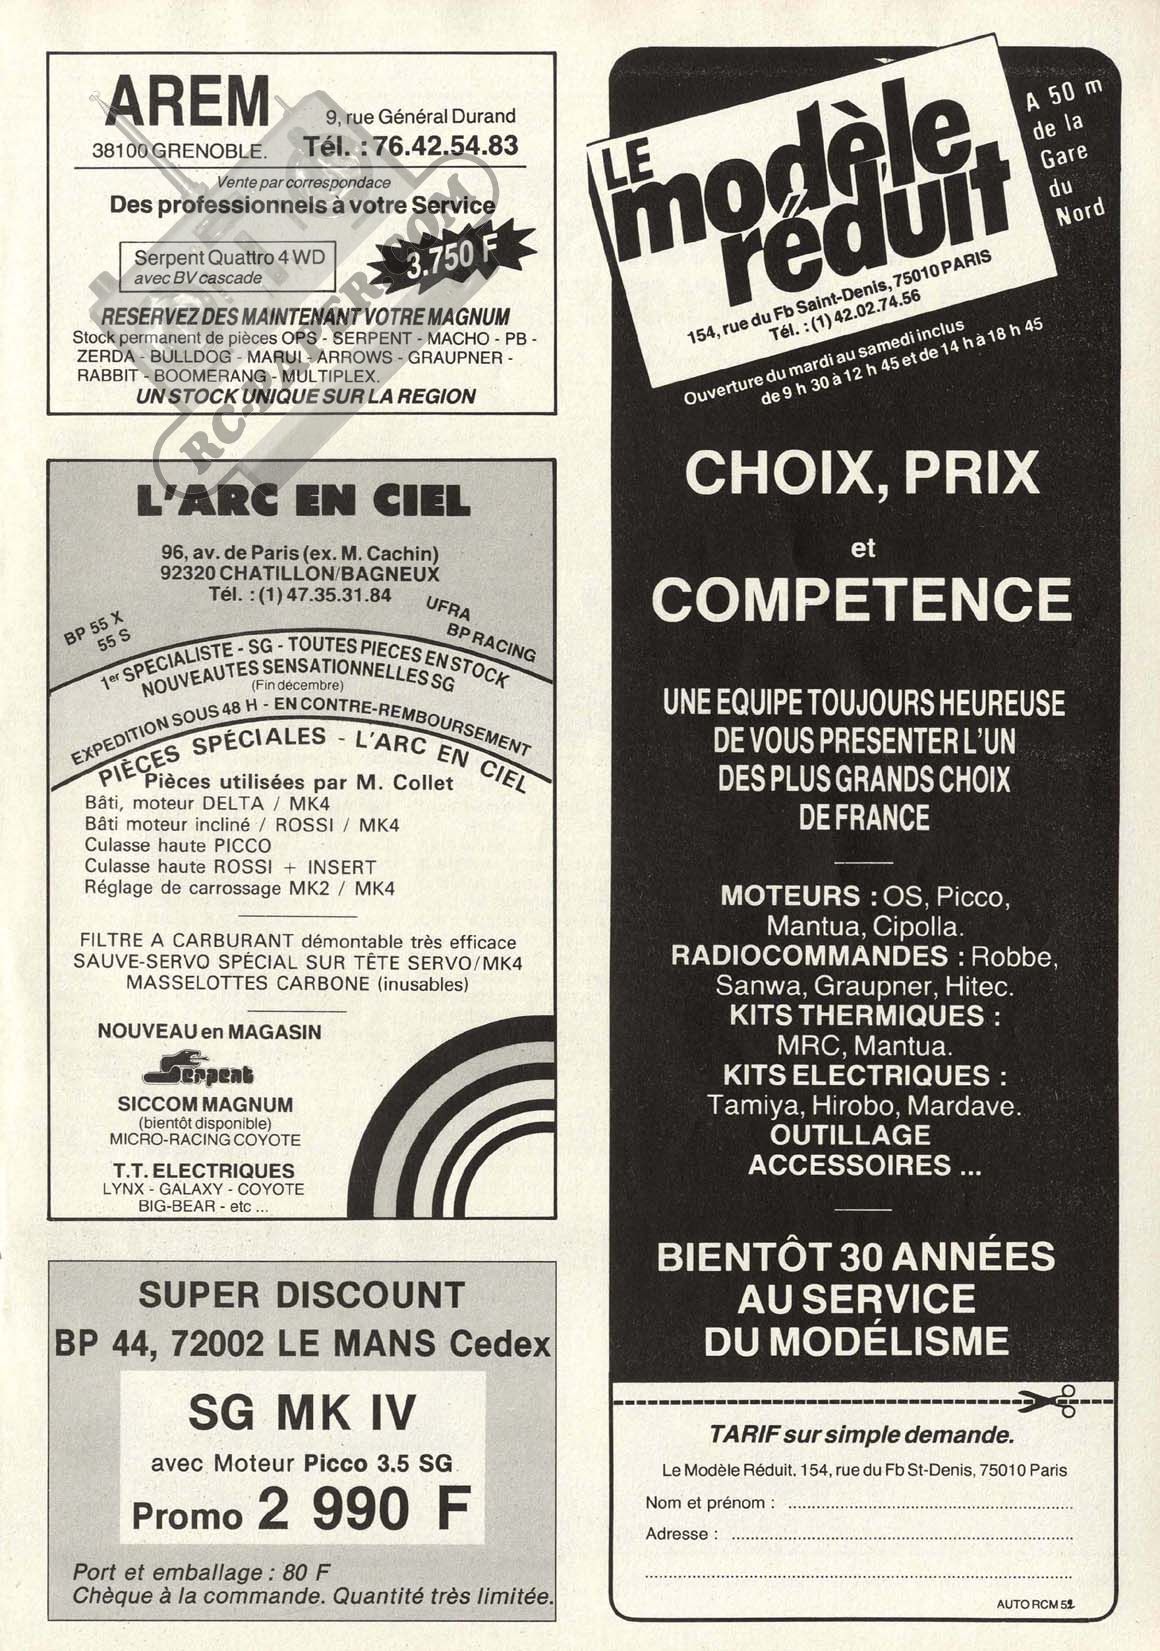 AREM
9, rue Général Durand
38100 GRENOBLE. Tél. : 76.42.54.83
Vente par correspondace
Des professionnels à votre Service
Serpent Quattro 4 WD
avec BV cascade
3.750 F
RESERVEZ DES MAINTENANT VOTRE MAGNUM
Stock permanent de pièces OPS - SERPENT - MACHO - PB -
ZERDA - BULLDOG - MARUI - ARROWS - GRAUPNER -
RABBIT - BOOMERANG - MULTIPLEX.
UN STOCK UNIQUE SUR LA REGION
RC-PAPER.COM
L'ARC EN CIEL
96, av. de Paris (ex. M. Cachin)
92320 CHATILLON/BAGNEUX
Tél. : (1) 47.35.31.84
BP 55 X
55 S
UFRA
BP RACING
1er SPECIALISTE - SG - TOUTES PIECES EN STOCK
NOUVEAUTES SENSATIONNELLES SG
(Fin décembre)
EXPEDITION SOUS 48 H - EN CONTRE-REMBOURSEMENT
PIÈCES SPÉCIALES - L'ARC EN CIEL
Pièces utilisées par M. Collet
Bâti, moteur DELTA / MK4
Bâti moteur incliné / ROSSI / MK4
Culasse haute PICCO
Culasse haute ROSSI + INSERT
Réglage de carrossage MK2 / MK4
FILTRE A CARBURANT démontable très efficace
SAUVE-SERVO SPÉCIAL SUR TÊTE SERVO/MK4
MASSELOTTES CARBONE (inusables)
NOUVEAU en MAGASIN
Serpent
SICCOM MAGNUM
(bientôt disponible)
MICRO-RACING COYOTE
T.T. ELECTRIQUES
LYNX - GALAXY - COYOTE
BIG-BEAR - etc ...
SUPER DISCOUNT
BP 44, 72002 LE MANS Cedex
SG MK IV
avec Moteur Picco 3.5 SG
Promo 2 990 F
Port et emballage : 80 F
Chèque à la commande. Quantité très limitée.
LE modèle réduit
154, rue du Fb Saint-Denis, 75010 PARIS
Tél. : (1) 42.02.74.56
A 50 m
de la
Gare
du
Nord
Ouverture du mardi au samedi inclus
de 9 h 30 à 12 h 45 et de 14 h à 18 h 45
CHOIX, PRIX
et
COMPETENCE
UNE EQUIPE TOUJOURS HEUREUSE
DE VOUS PRESENTER L'UN
DES PLUS GRANDS CHOIX
DE FRANCE
MOTEURS : OS, Picco,
Mantua, Cipolla.
RADIOCOMMANDES : Robbe,
Sanwa, Graupner, Hitec.
KITS THERMIQUES :
MRC, Mantua.
KITS ELECTRIQUES :
Tamiya, Hirobo, Mardave.
OUTILLAGE
ACCESSOIRES ...
BIENTÔT 30 ANNÉES
AU SERVICE
DU MODÉLISME
TARIF sur simple demande.
Le Modèle Réduit. 154, rue du Fb St-Denis, 75010 Paris
Nom et prénom :
Adresse :
AUTO RCM 52